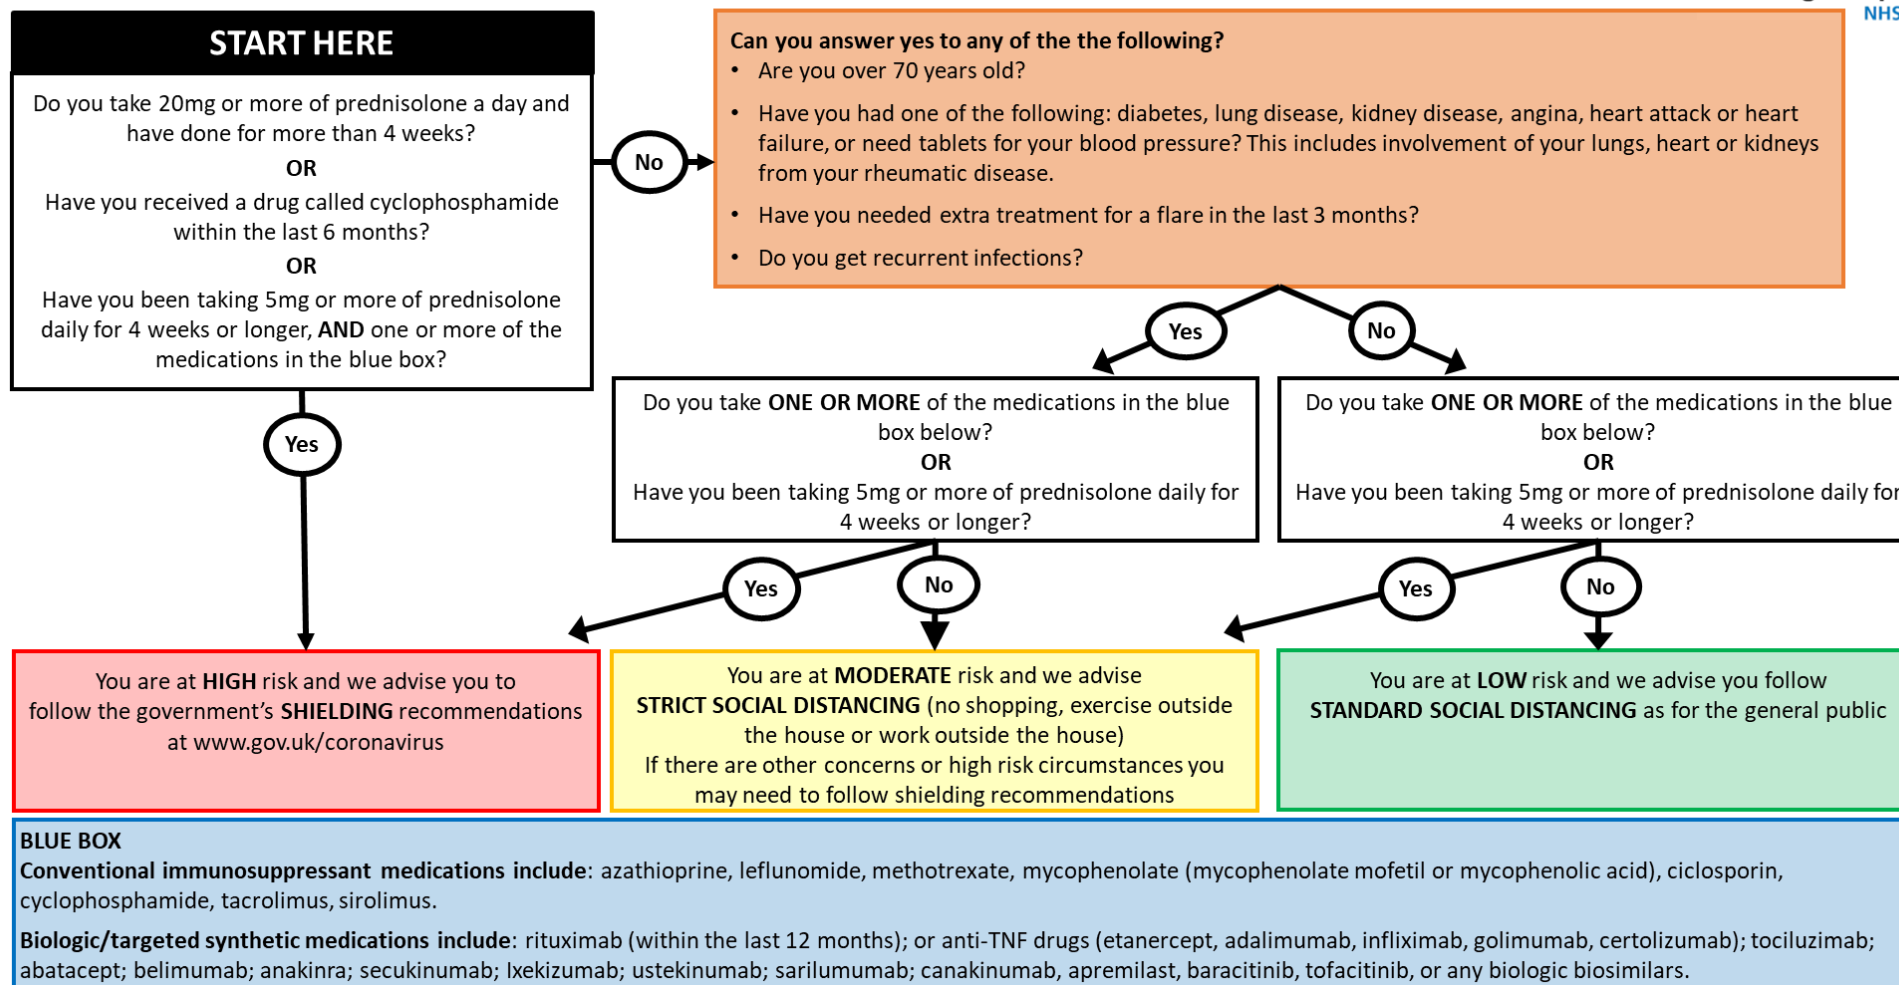 NHS
START HERE
Do you take 20mg or more of prednisolone a day and
have done for more than 4 weeks?
OR
Have you received a drug called cyclophosphamide
within the last 6 months?
OR
Have you been taking 5mg or more of prednisolone
daily for 4 weeks or longer, AND one or more of the
medications in the blue box?
No
Can you answer yes to any of the the following?
• Are you over 70 years old?
• Have you had one of the following: diabetes, lung disease, kidney disease, angina, heart attack or heart
failure, or need tablets for your blood pressure? This includes involvement of your lungs, heart or kidneys
from your rheumatic disease.
• Have you needed extra treatment for a flare in the last 3 months?
• Do you get recurrent infections?
Yes
No
Yes
Do you take ONE OR MORE of the medications in the blue
box below?
OR
Have you been taking 5mg or more of prednisolone daily for
4 weeks or longer?
Do you take ONE OR MORE of the medications in the blue
box below?
OR
Have you been taking 5mg or more of prednisolone daily for
4 weeks or longer?
Yes
No
Yes
No
You are at HIGH risk and we advise you to
follow the government's SHIELDING recommendations
at www.gov.uk/coronavirus
You are at MODERATE risk and we advise
STRICT SOCIAL DISTANCING (no shopping, exercise outside
the house or work outside the house)
If there are other concerns or high risk circumstances you
may need to follow shielding recommendations
You are at LOW risk and we advise you follow
STANDARD SOCIAL DISTANCING as for the general public
BLUE BOX
Conventional immunosuppressant medications include: azathioprine, leflunomide, methotrexate, mycophenolate (mycophenolate mofetil or mycophenolic acid), ciclosporin,
cyclophosphamide, tacrolimus, sirolimus.
Biologic/targeted synthetic medications include: rituximab (within the last 12 months); or anti-TNF drugs (etanercept, adalimumab, infliximab, golimumab, certolizumab); tociluzimab;
abatacept; belimumab; anakinra; secukinumab; Ixekizumab; ustekinumab; sarilumumab; canakinumab, apremilast, baracitinib, tofacitinib, or any biologic biosimilars.